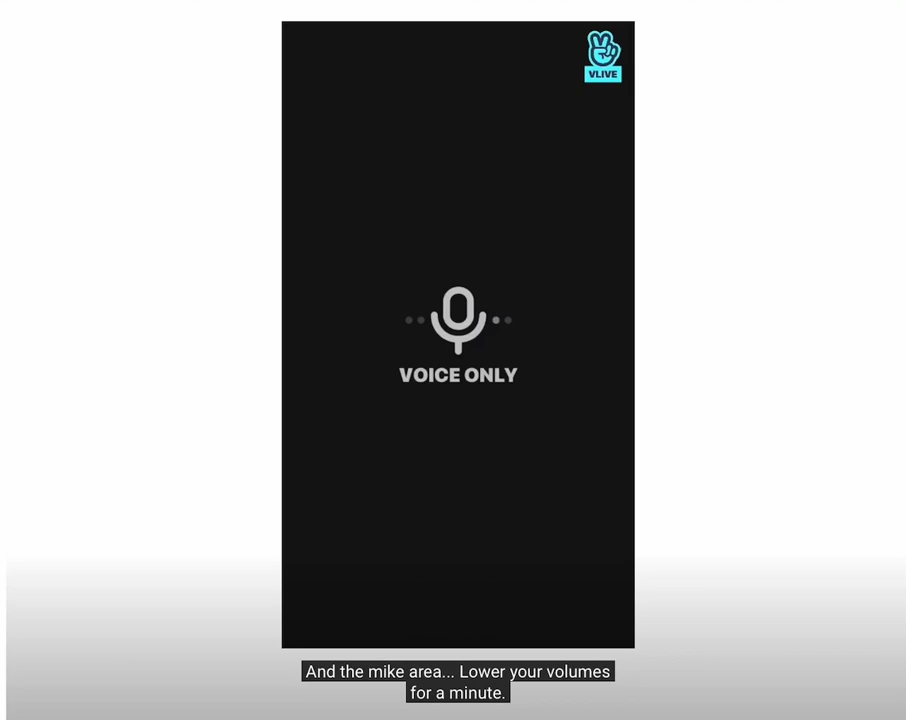 VLIVE
VOICE ONLY
And the mike area... Lower your volumes
for a minute.